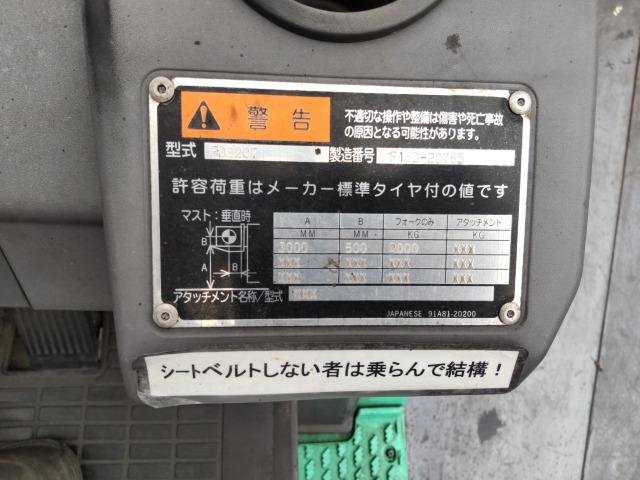 警告
不適切な操作や整備は傷害や死亡事故
の原因となる可能性があります。
型式
製造番号
許容荷重はメーカー標準タイヤ付の値です
マスト:垂直時
A B フォークのみ アタッチメント
MM MM KG KG
3000 500 2000 XXX
XXX XXX XXX XXX
XXX XXX XXX XXX
B
A
B
アタッチメント名称/型式 XXX
JAPANESE 91A81-20200
シートベルトしない者は乗らんで結構!